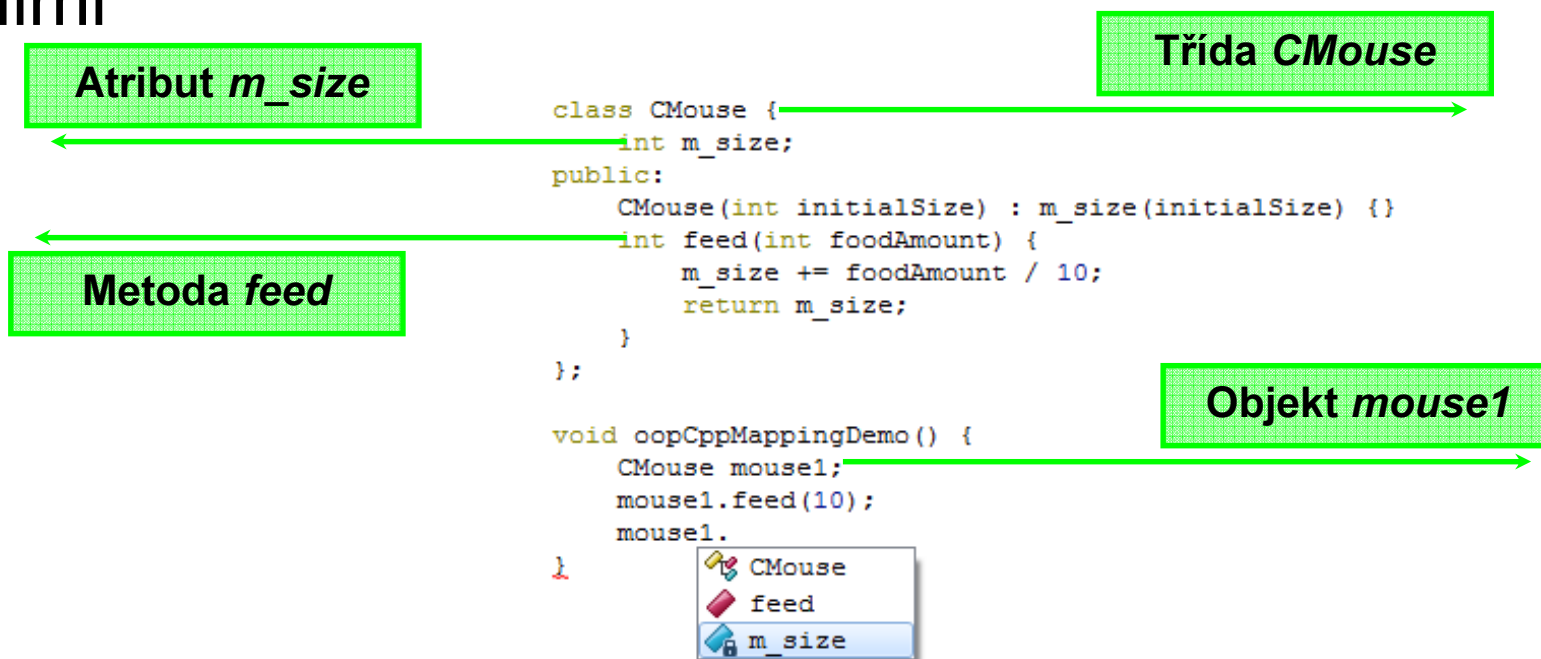 Atribut m_size
Třída CMouse
class CMouse {
int m_size;
public:
CMouse(int initialSize) : m_size(initialSize) {}
int feed(int foodAmount) {
m_size += foodAmount / 10;
return m_size;
}
};
Metoda feed
Objekt mouse1
void oopCppMappingDemo() {
CMouse mouse1;
mouse1.feed(10);
mouse1.
}
CMouse
feed
m_size